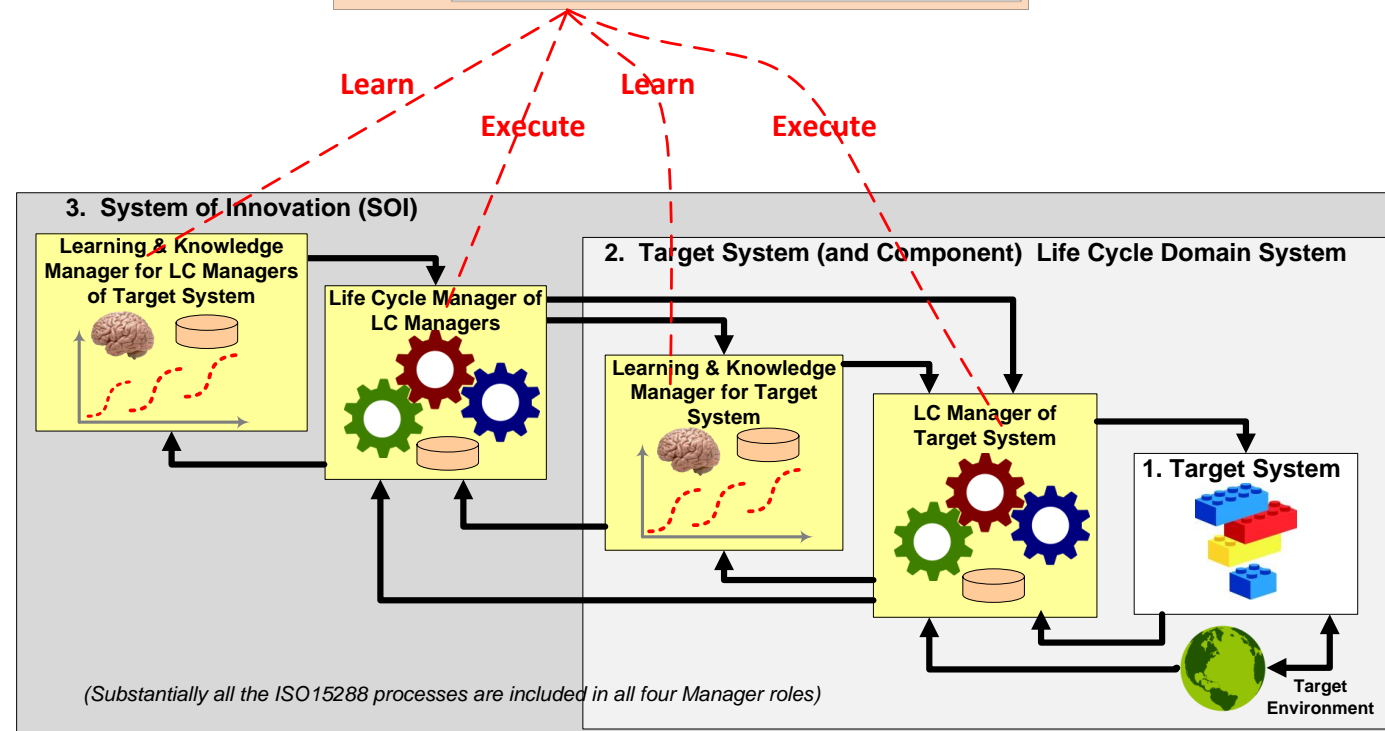 Learn
Learn
Execute
Execute
3. System of Innovation (SOI)
Learning & Knowledge
Manager for LC Managers
of Target System
2. Target System (and Component) Life Cycle Domain System
Life Cycle Manager of
LC Managers
Learning & Knowledge
Manager for Target
System
LC Manager of
Target System
1. Target System
(Substantially all the ISO15288 processes are included in all four Manager roles)
Target
Environment